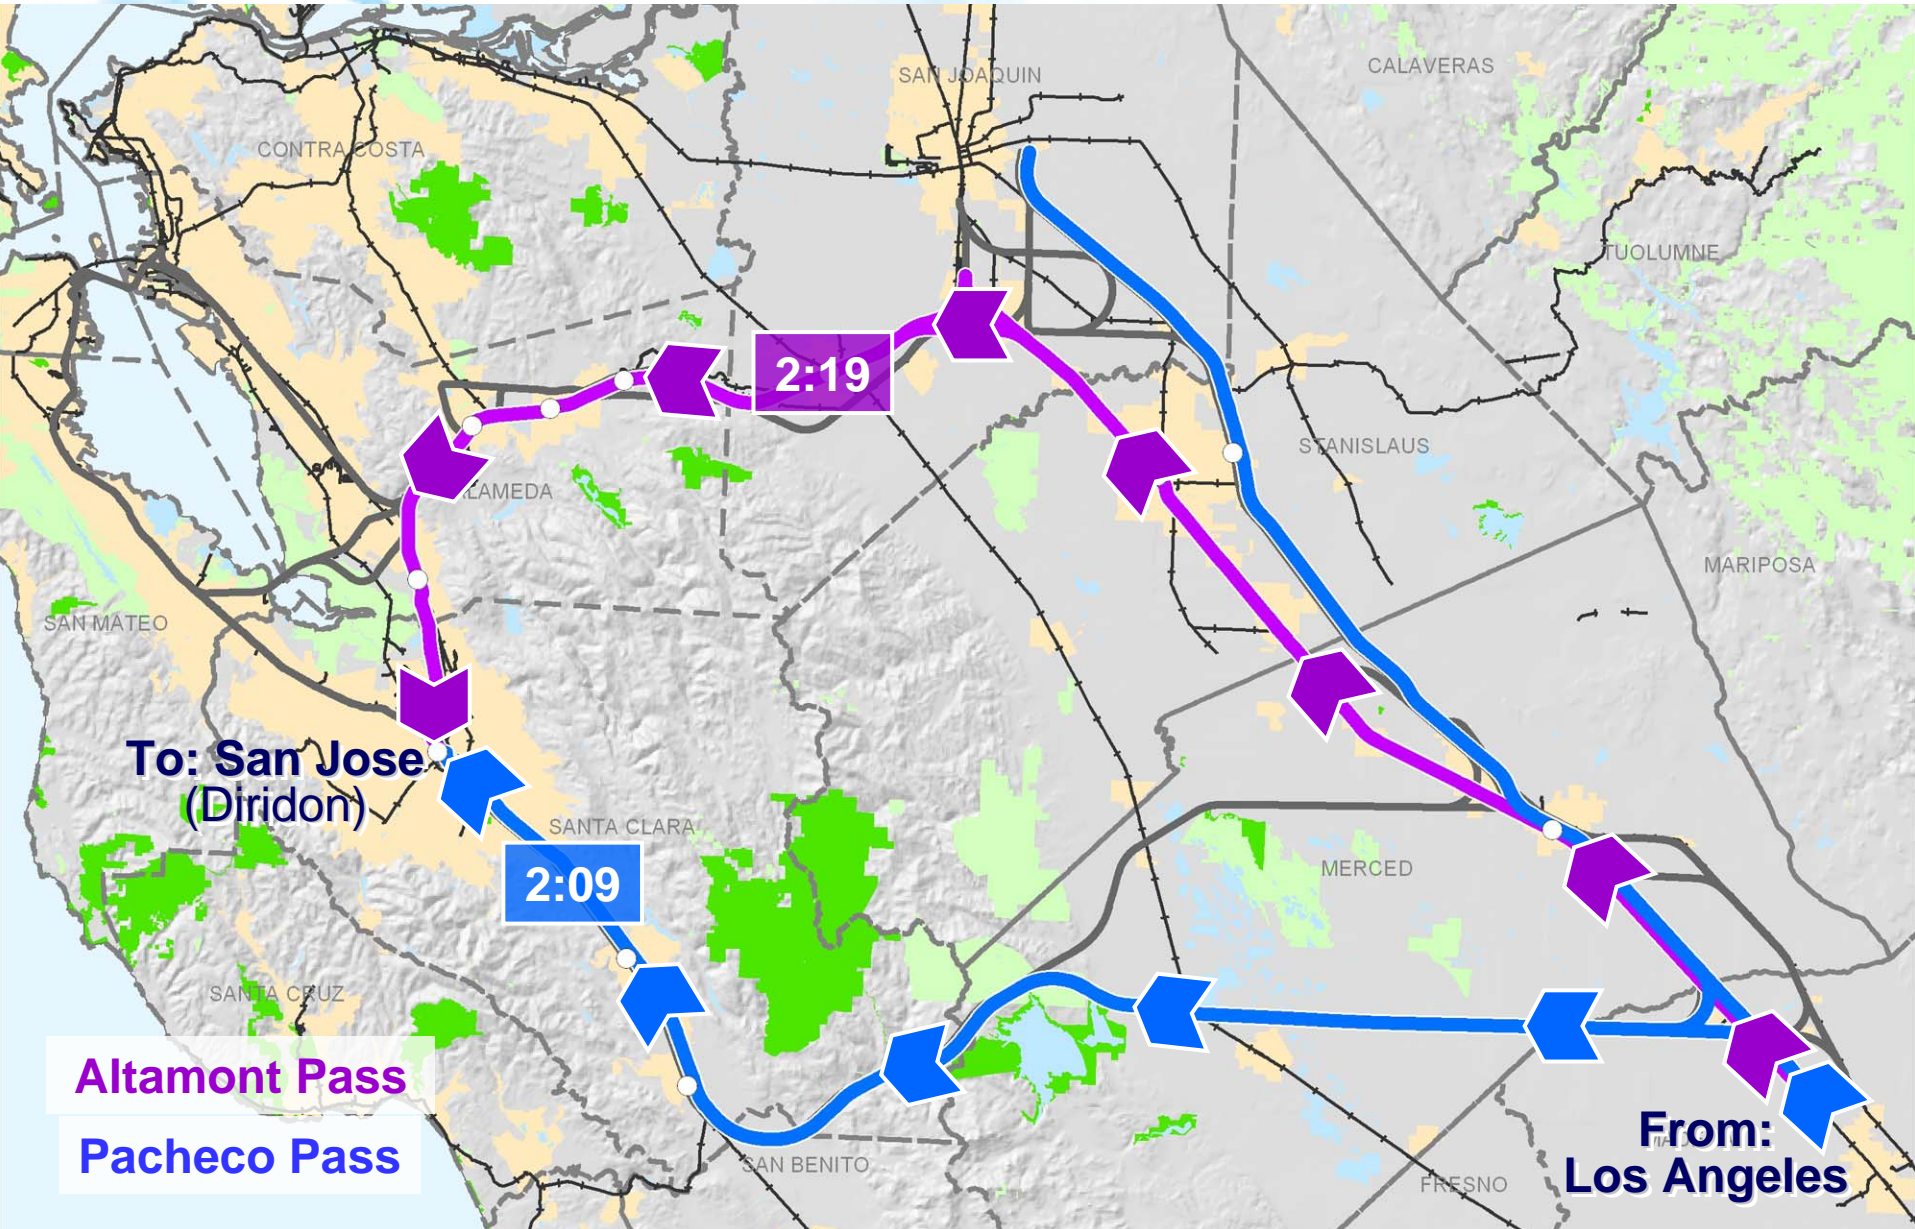 SAN JOAQUIN
CALAVERAS
CONTRA COSTA
TUOLUMNE
2:19
STANISLAUS
ALAMEDA
MARIPOSA
SAN MATEO
To: San Jose
(Diridon)
SANTA CLARA
MERCED
2:09
SANTA CRUZ
Altamont Pass
From:
Pacheco Pass
SAN BENITO
Los Angeles
FRESNO